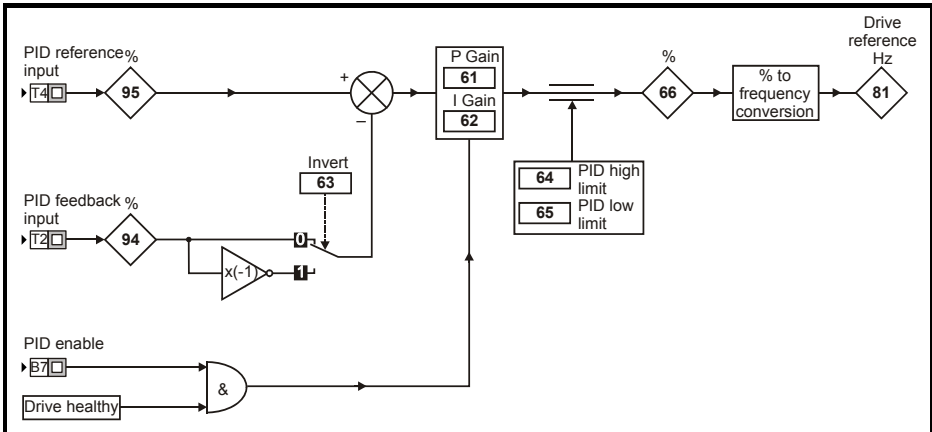 PID reference
input
%
T4
95
+
−
P Gain
61
I Gain
62
%
66
% to
frequency
conversion
Drive
reference
Hz
81
64
PID high
limit
65
PID low
limit
Invert
63
PID feedback
input
%
T2
94
0
x(-1)
1
PID enable
B7
&
Drive healthy